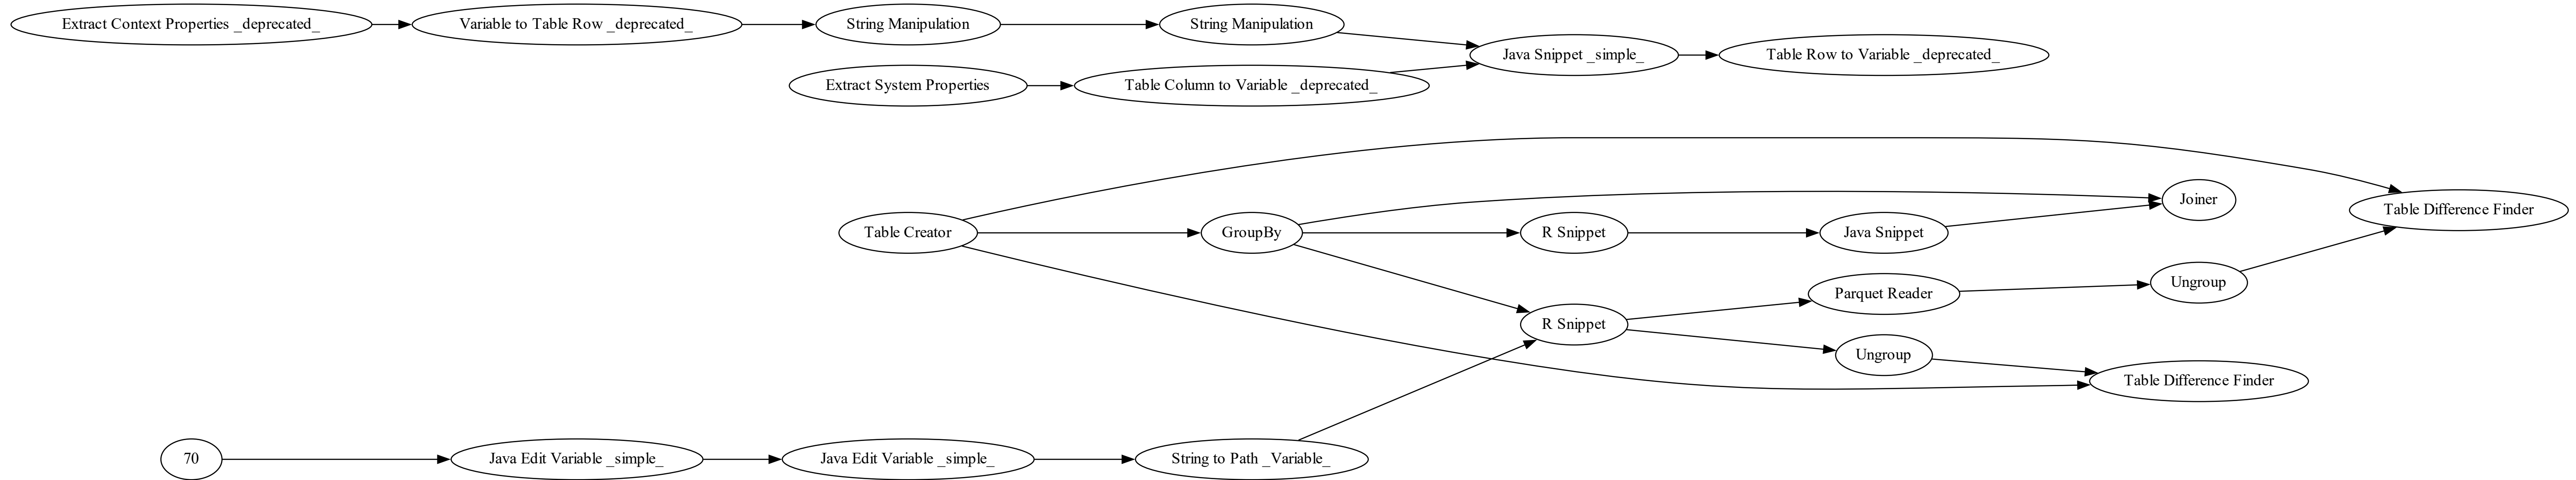 Extract Context Properties _deprecated_
Variable to Table Row _deprecated_
String Manipulation
String Manipulation
Java Snippet _simple_
Table Row to Variable _deprecated_
Extract System Properties
Table Column to Variable _deprecated_
Table Creator
GroupBy
R Snippet
Java Snippet
Joiner
Table Difference Finder
Parquet Reader
Ungroup
R Snippet
Ungroup
Table Difference Finder
70
Java Edit Variable _simple_
Java Edit Variable _simple_
String to Path _Variable_